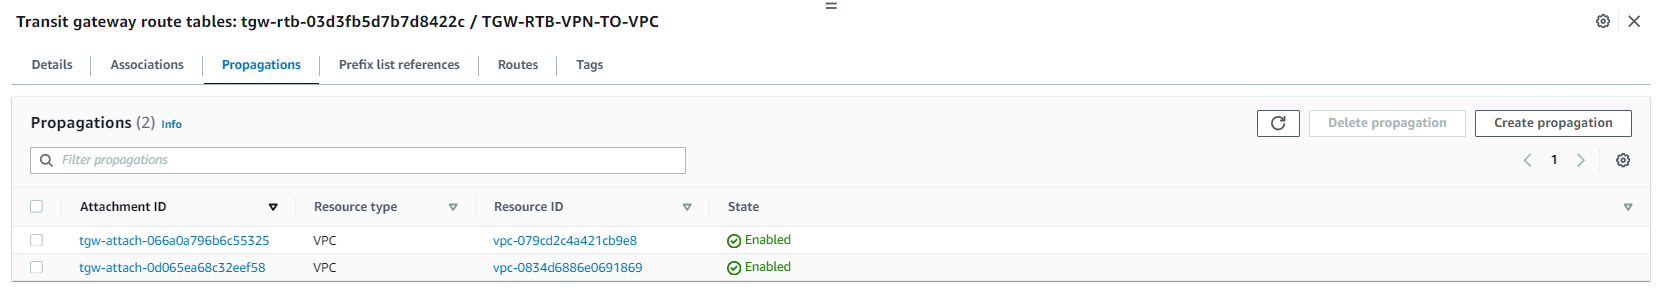 Transit gateway route tables: tgw-rtb-03d3fb5d7b7d8422c / TGW-RTB-VPN-TO-VPC
Details Associations Propagations Prefix list references Routes Tags
Propagations (2) Info Delete propagation Create propagation
Filter propagations 1
Attachment ID Resource type Resource ID State
tgw-attach-066a0a796b6c55325 VPC vpc-079cd2c4a421cb9e8 Enabled
tgw-attach-0d065ea68c32eef58 VPC vpc-0834d6886e0691869 Enabled